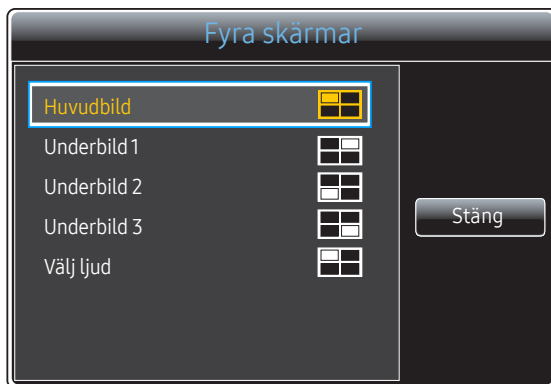 Fyra skärmar
Huvudbild
Underbild 1
Underbild 2
Underbild 3
Välj ljud
Stäng